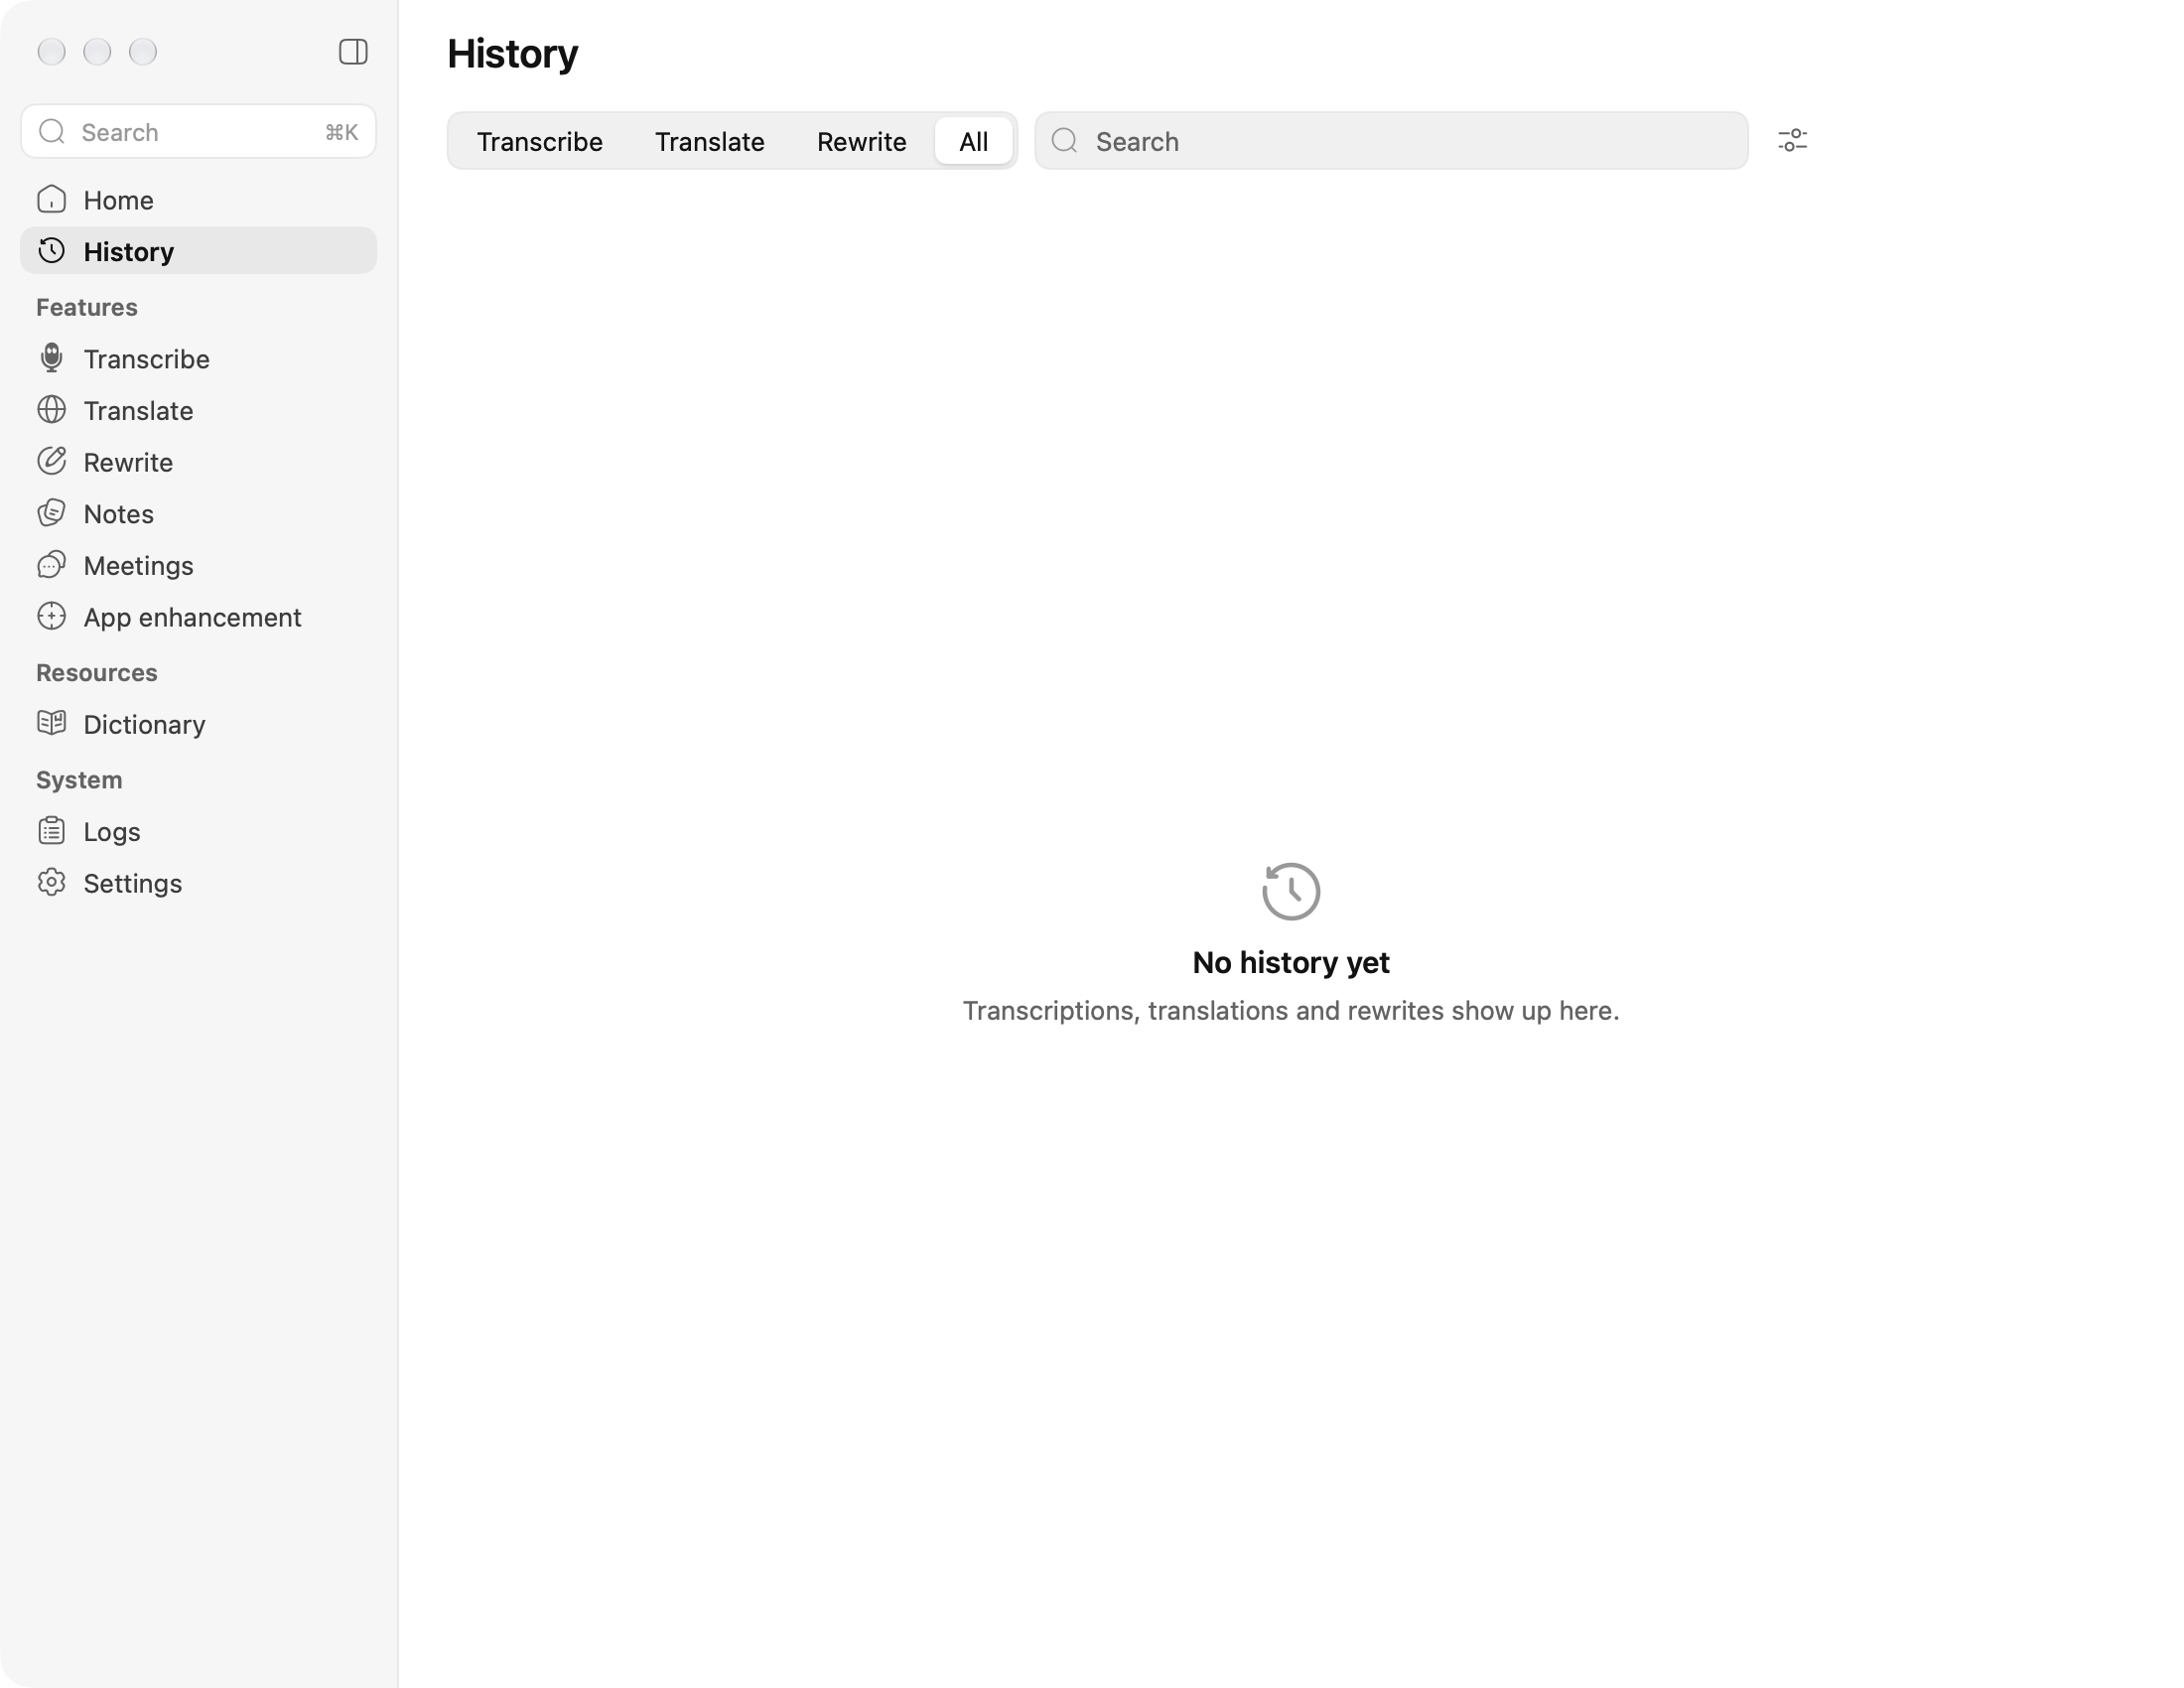 History
Search ⌘K
Transcribe Translate Rewrite All Search
Home
History
Features
Transcribe
Translate
Rewrite
Notes
Meetings
App enhancement
Resources
Dictionary
System
Logs
Settings
No history yet
Transcriptions, translations and rewrites show up here.